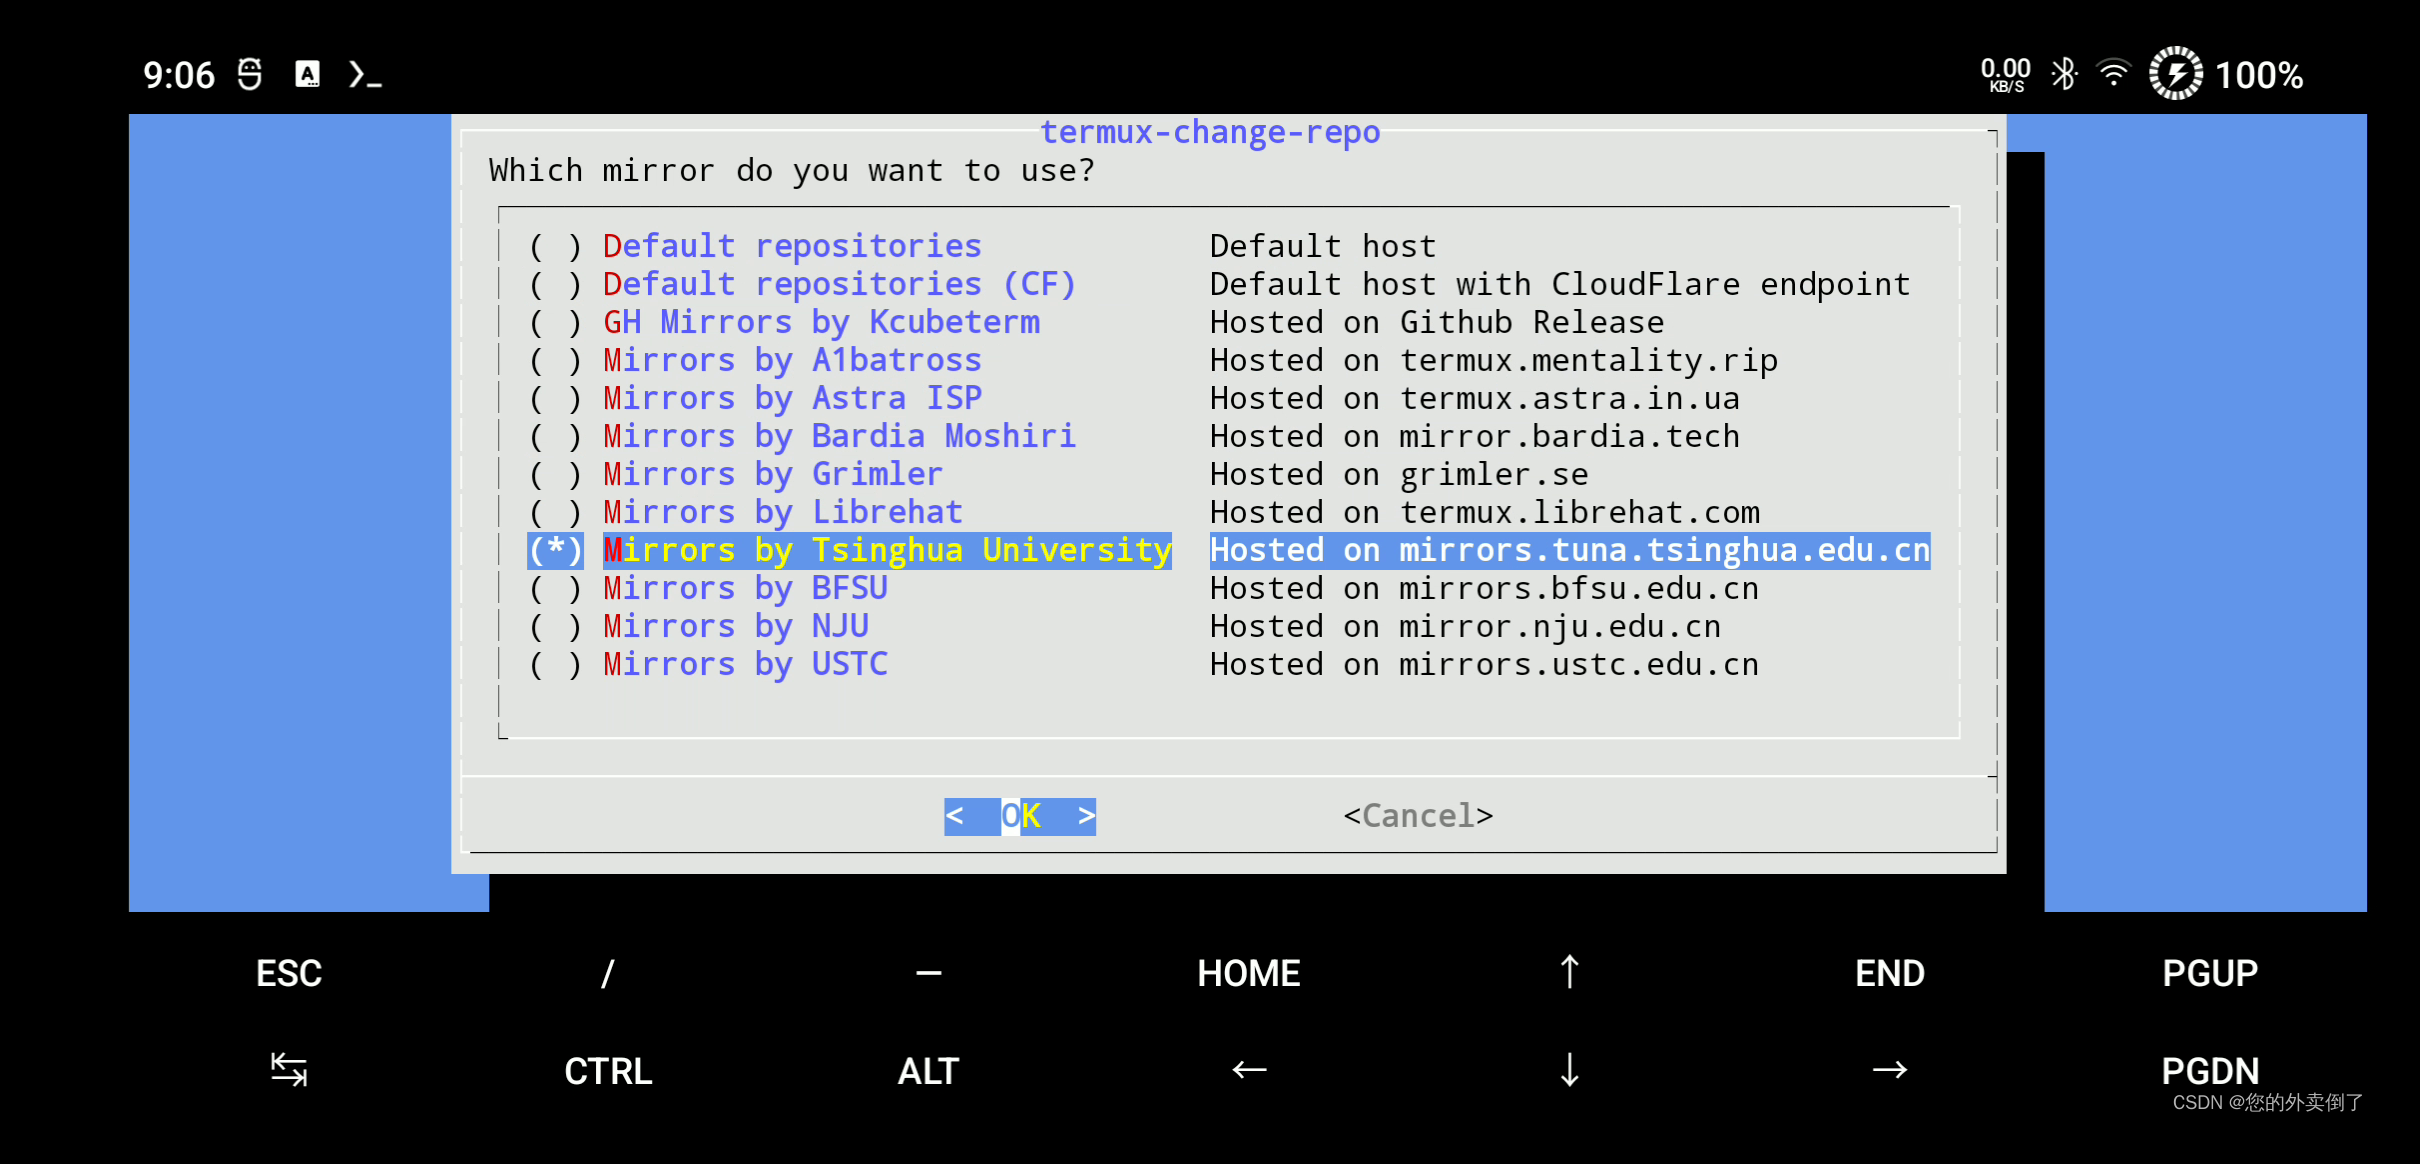 9:06 0.00 KB/S 100%
termux-change-repo
Which mirror do you want to use?
( ) Default repositories Default host
( ) Default repositories (CF) Default host with CloudFlare endpoint
( ) GH Mirrors by Kcubeterm Hosted on Github Release
( ) Mirrors by A1batross Hosted on termux.mentality.rip
( ) Mirrors by Astra ISP Hosted on termux.astra.in.ua
( ) Mirrors by Bardia Moshiri Hosted on mirror.bardia.tech
( ) Mirrors by Grimler Hosted on grimler.se
( ) Mirrors by Librehat Hosted on termux.librehat.com
(*) Mirrors by Tsinghua University Hosted on mirrors.tuna.tsinghua.edu.cn
( ) Mirrors by BFSU Hosted on mirrors.bfsu.edu.cn
( ) Mirrors by NJU Hosted on mirror.nju.edu.cn
( ) Mirrors by USTC Hosted on mirrors.ustc.edu.cn
< OK > <Cancel>
ESC / — HOME ↑ END PGUP
↹ CTRL ALT ← ↓ → PGDN
CSDN @您的外卖倒了